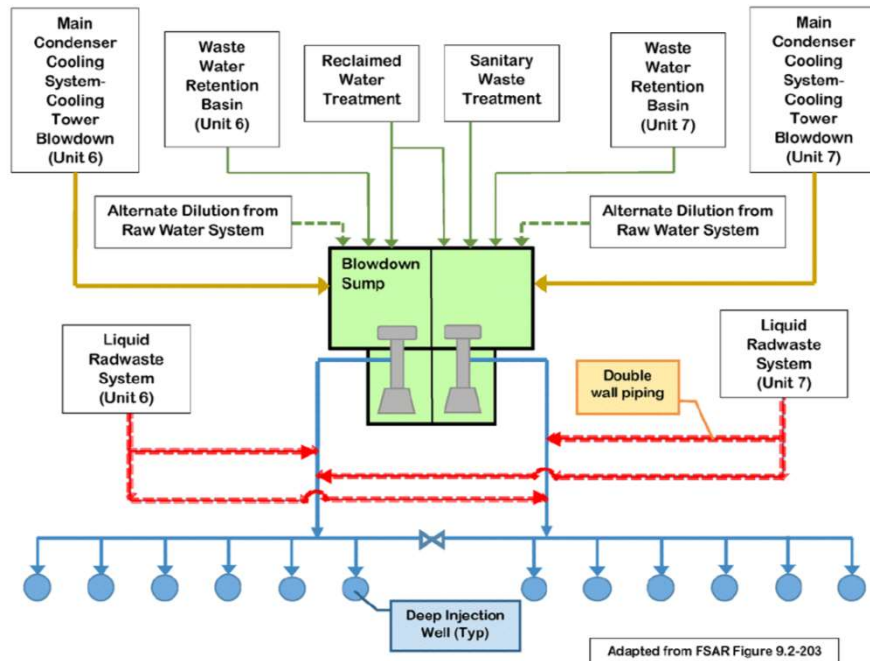 Main
Condenser
Cooling
System-
Cooling
Tower
Blowdown
(Unit 6)
Waste
Water
Retention
Basin
(Unit 6)
Reclaimed
Water
Treatment
Sanitary
Waste
Treatment
Waste
Water
Retention
Basin
(Unit 7)
Main
Condenser
Cooling
System-
Cooling
Tower
Blowdown
(Unit 7)
Alternate Dilution from
Raw Water System
Alternate Dilution from
Raw Water System
Blowdown
Sump
Liquid
Radwaste
System
(Unit 6)
Double
wall piping
Liquid
Radwaste
System
(Unit 7)
Deep Injection
Well (Typ)
Adapted from FSAR Figure 9.2-203